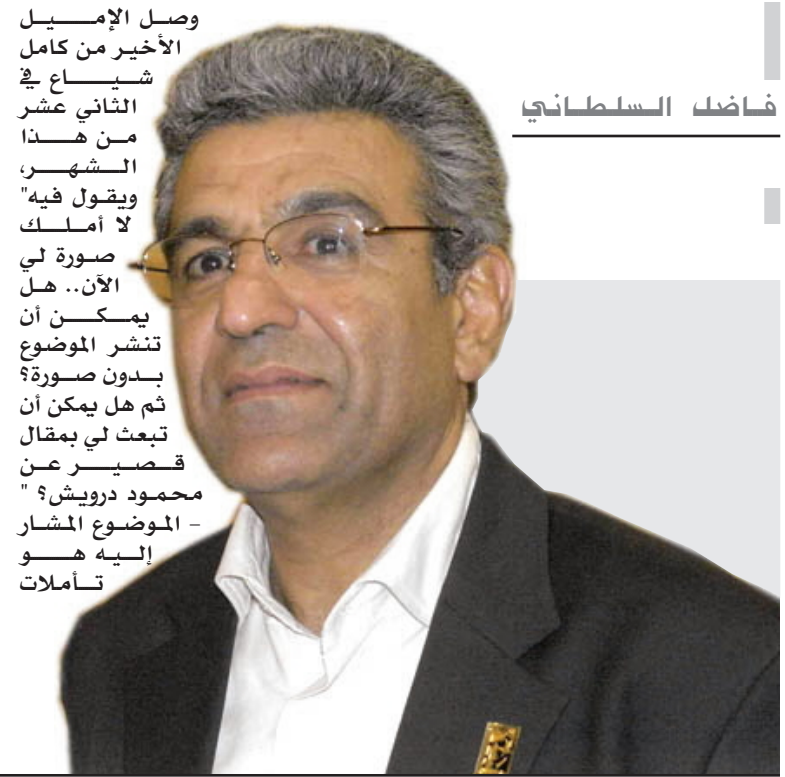 فاضل السلطاني
وصل الإميل
الأخير من كامل
شياع في
الثاني عشر
من هذا
الشهر،
ويقول فيه"
لا أملك
صورة لي
الآن.. هل
يمكن أن
تنشر الموضوع
بدون صورة؟
ثم هل يمكن أن
تبعث لي بمقال
قصير عن
محمود درويش؟ "
- الموضوع المشار
إليه هو
تأملات